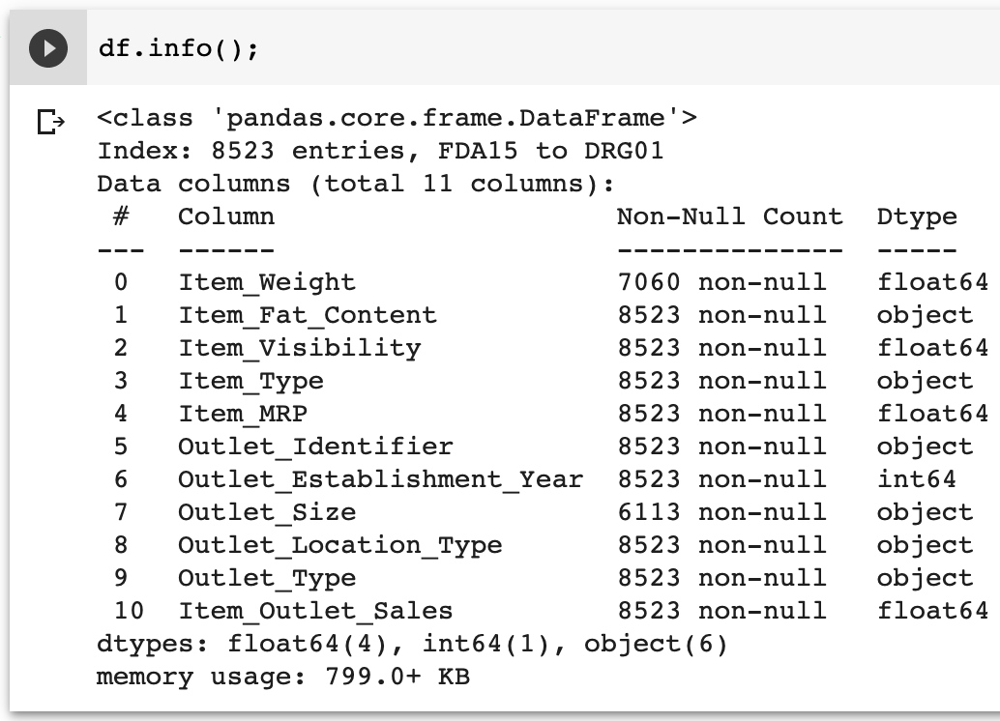 df.info();
<class 'pandas.core.frame.DataFrame'>
Index: 8523 entries, FDA15 to DRG01
Data columns (total 11 columns):
 #   Column                     Non-Null Count  Dtype
---  ------                     --------------  -----
 0   Item_Weight                7060 non-null   float64
 1   Item_Fat_Content           8523 non-null   object
 2   Item_Visibility            8523 non-null   float64
 3   Item_Type                  8523 non-null   object
 4   Item_MRP                   8523 non-null   float64
 5   Outlet_Identifier          8523 non-null   object
 6   Outlet_Establishment_Year  8523 non-null   int64
 7   Outlet_Size                6113 non-null   object
 8   Outlet_Location_Type       8523 non-null   object
 9   Outlet_Type                8523 non-null   object
 10  Item_Outlet_Sales          8523 non-null   float64
dtypes: float64(4), int64(1), object(6)
memory usage: 799.0+ KB